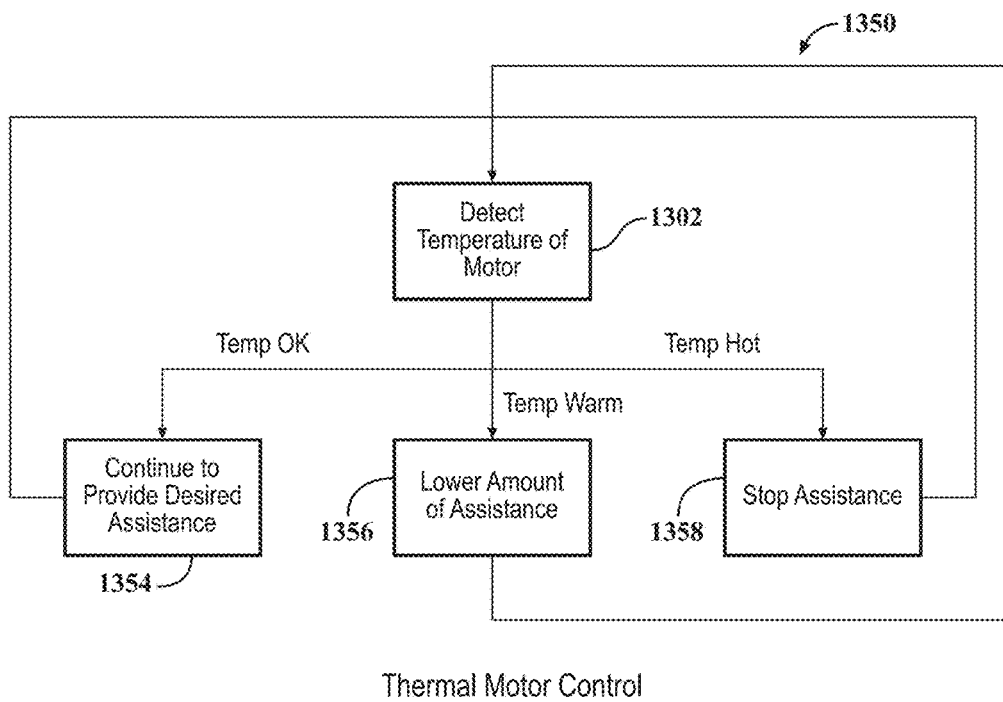 1350
Detect
Temperature of
Motor
1302
Temp OK
Temp Hot
Temp Warm
Continue to
Provide Desired
Assistance
1354
Lower Amount
of Assistance
1356
Stop Assistance
1358
Thermal Motor Control